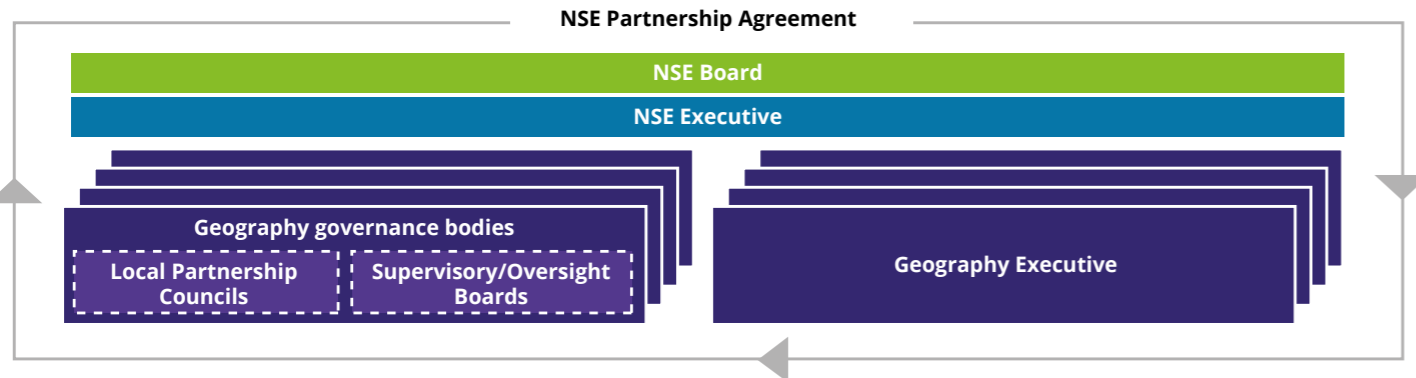 NSE Partnership Agreement
NSE Board
NSE Executive
Geography governance bodies
Local Partnership
Councils
Supervisory/Oversight
Boards
Geography Executive